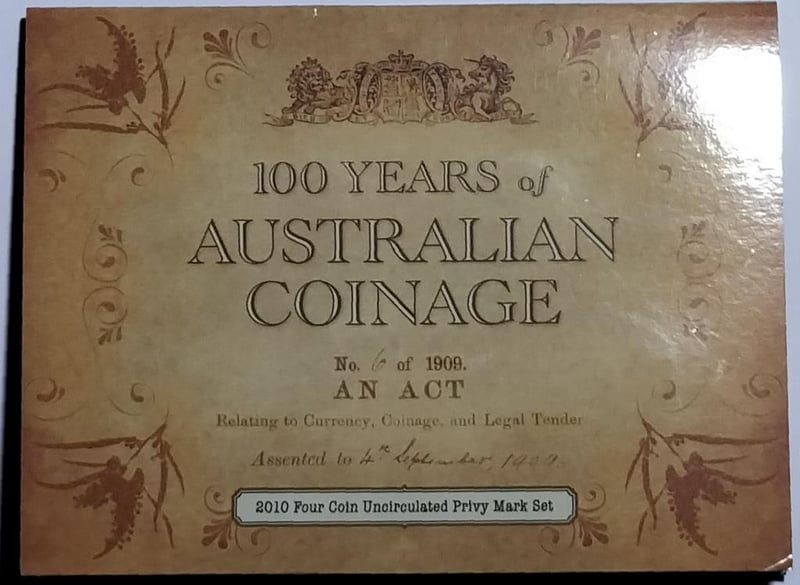 100 YEARS of
AUSTRALIAN
COINAGE
No. 6 of 1909.
AN ACT
Relating to Currency, Coinage, and Legal Tender
Assented to 4th September 1909.
2010 Four Coin Uncirculated Privy Mark Set